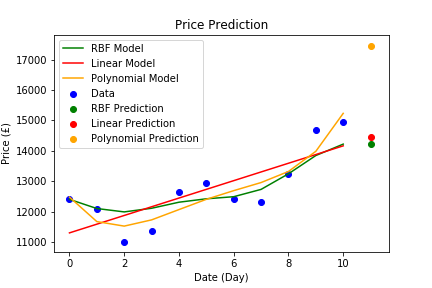 Price Prediction
RBF Model
Linear Model
Polynomial Model
Data
RBF Prediction
Linear Prediction
Polynomial Prediction
17000
16000
15000
14000
13000
12000
11000
Price (£)
0 2 4 6 8 10
Date (Day)